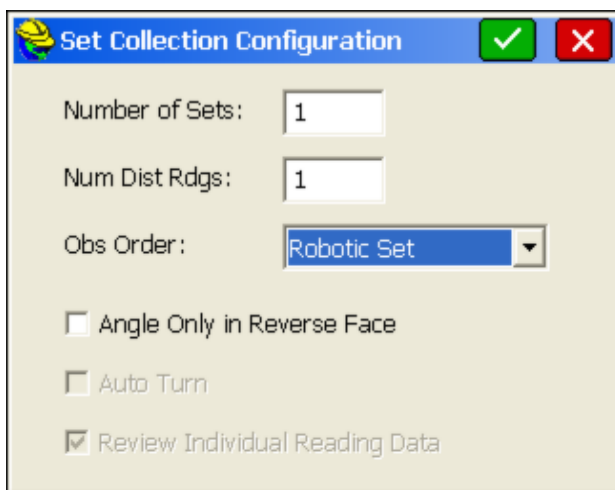 Set Collection Configuration
Number of Sets: 1
Num Dist Rdgs: 1
Obs Order: Robotic Set
Angle Only in Reverse Face
Auto Turn
Review Individual Reading Data